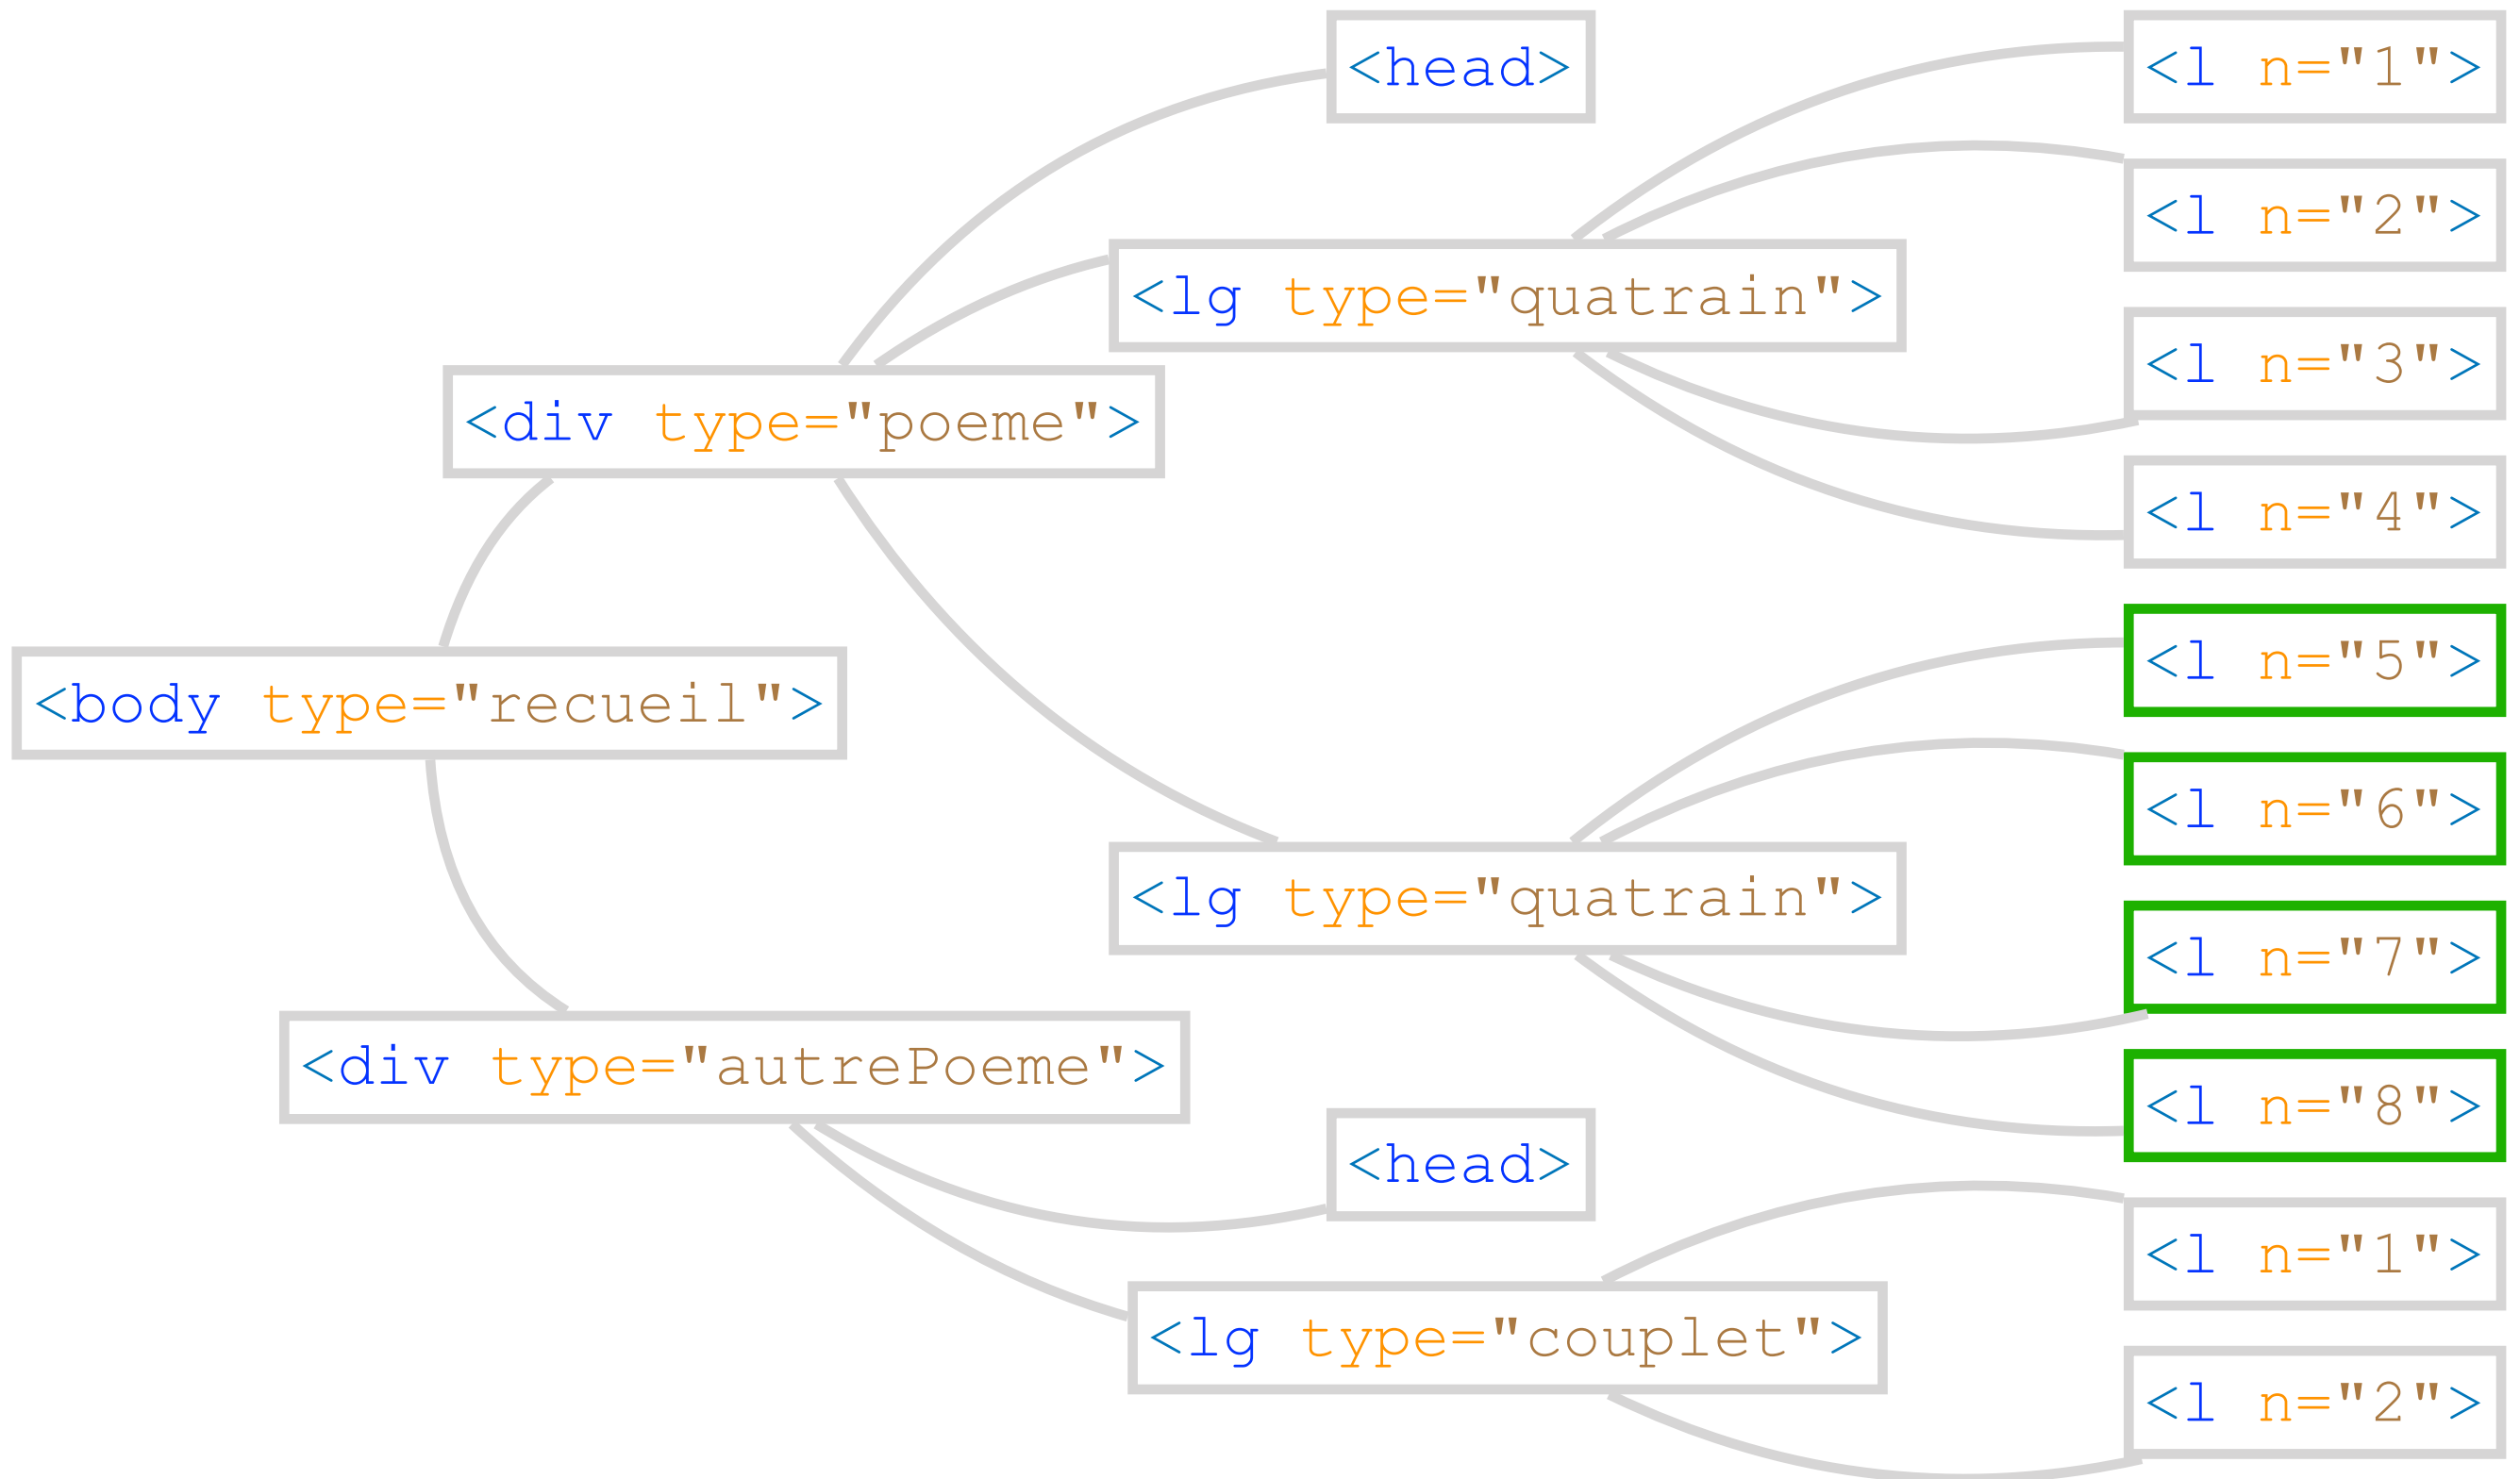 <head>
<l n="1">
<l n="2">
<lg type="quatrain">
<l n="3">
<div type="poeme">
<l n="4">
<l n="5">
<body type="recueil">
<l n="6">
<lg type="quatrain">
<l n="7">
<div type="autrePoeme">
<l n="8">
<head>
<l n="1">
<lg type="couplet">
<l n="2">